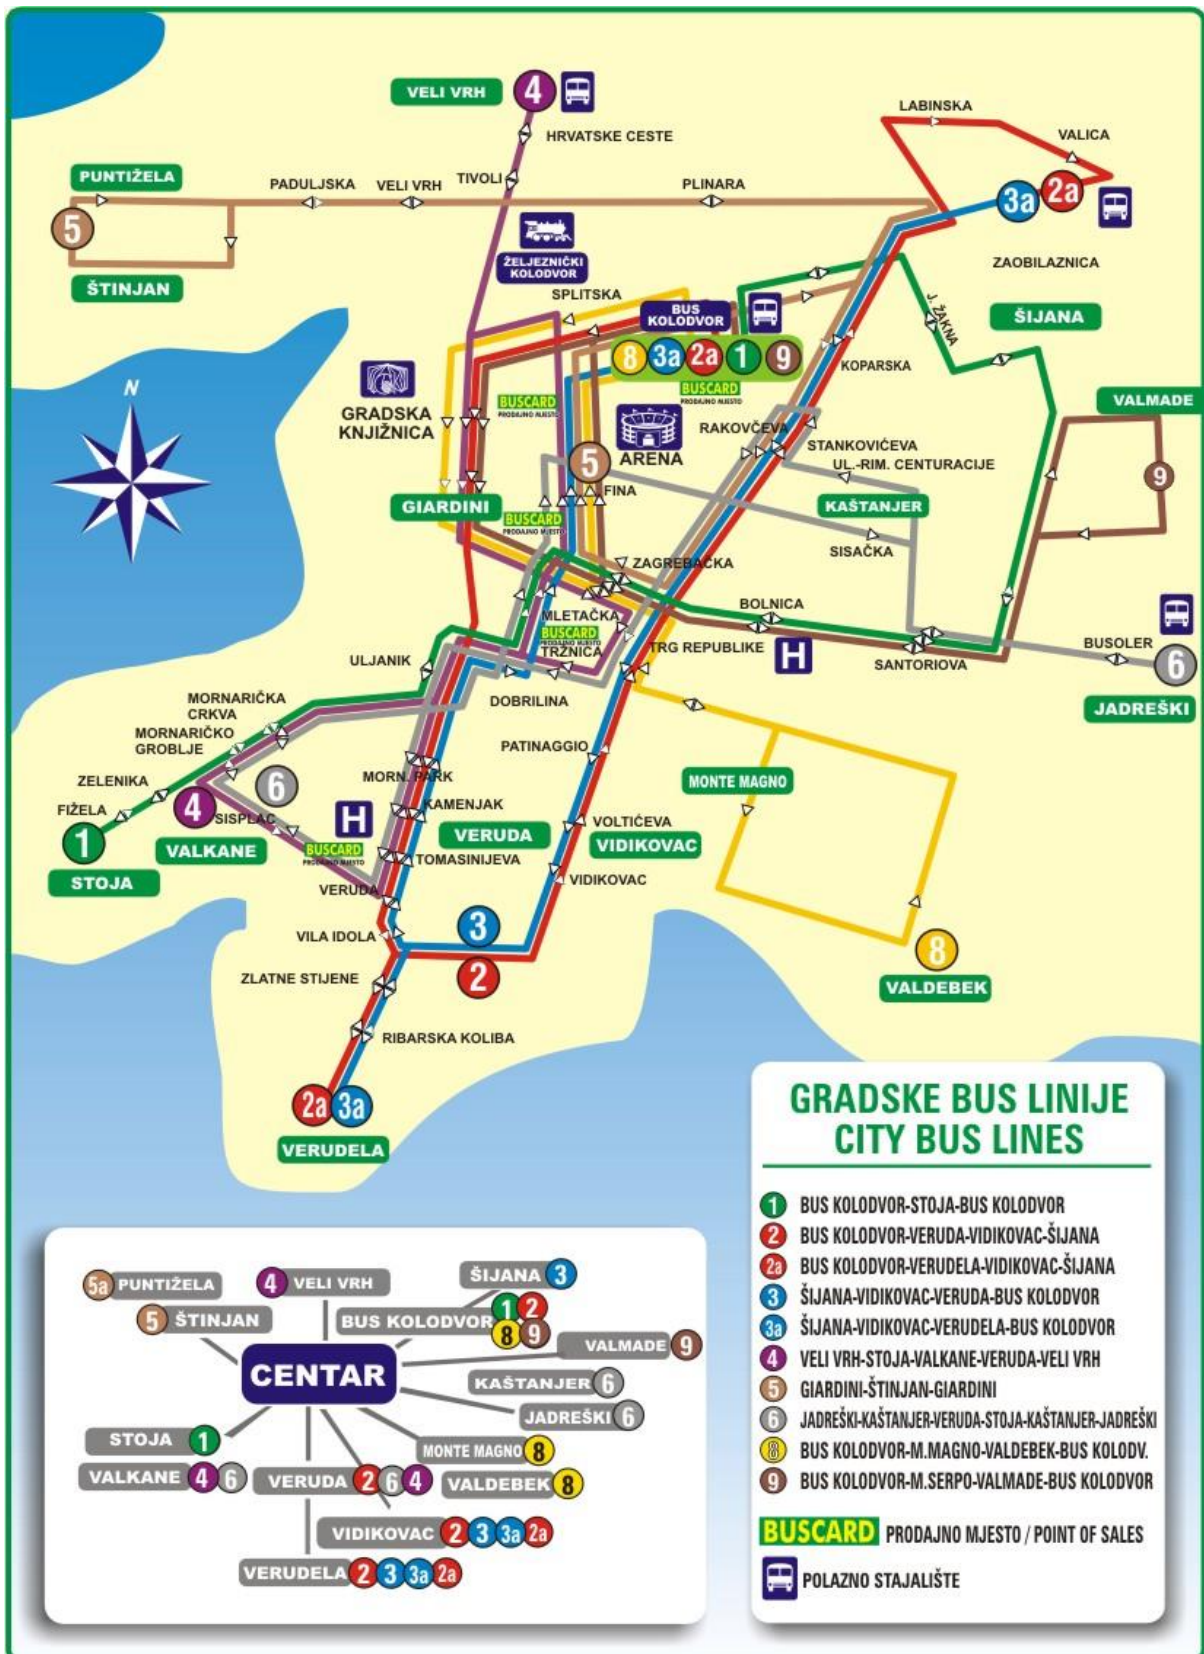 VELI VRH
4
HRVATSKE CESTE
LABINSKA
VALICA
PUNTIŽELA
PADULJSKA
VELI VRH
TIVOLI
PLINARA
3a
2a
5
ŽELJEZNIČKI
KOLODVOR
ŠTINJAN
ZAOBILAZNICA
SPLITSKA
BUS
KOLODVOR
J. ŽAKNA
ŠIJANA
8
3a
2a
1
9
KOPARSKA
N
GRADSKA
KNJIŽNICA
BUSCARD
PRODAJNO MJESTO
BUSCARD
PRODAJNO MJESTO
VALMADE
RAKOVČEVA
STANKOVIĆEVA
ARENA
5
UL.-RIM. CENTURACIJE
9
FINA
GIARDINI
KAŠTANJER
BUSCARD
PRODAJNO MJESTO
SISAČKA
ZAGREBAČKA
BOLNICA
MLETAČKA
BUSCARD
PRODAJNO MJESTO
TRŽNICA
TRG REPUBLIKE
H
SANTORIOVA
BUSOLER
6
ULJANIK
JADREŠKI
DOBRILINA
MORNARIČKA
CRKVA
MORNARIČKO
GROBLJE
PATINAGGIO
ZELENIKA
6
MORN. PARK
MONTE MAGNO
FIŽELA
4
SISPLAC
H
KAMENJAK
VOLTIĆEVA
1
VALKANE
BUSCARD
PRODAJNO MJESTO
VERUDA
VIDIKOVAC
STOJA
TOMASINIJEVA
VERUDA
VIDIKOVAC
VILA IDOLA
3
8
ZLATNE STIJENE
2
VALDEBEK
RIBARSKA KOLIBA
2a
3a
VERUDELA
GRADSKE BUS LINIJE
CITY BUS LINES
1 BUS KOLODVOR-STOJA-BUS KOLODVOR
2 BUS KOLODVOR-VERUDA-VIDIKOVAC-ŠIJANA
2a BUS KOLODVOR-VERUDELA-VIDIKOVAC-ŠIJANA
3 ŠIJANA-VIDIKOVAC-VERUDA-BUS KOLODVOR
3a ŠIJANA-VIDIKOVAC-VERUDELA-BUS KOLODVOR
4 VELI VRH-STOJA-VALKANE-VERUDA-VELI VRH
5 GIARDINI-ŠTINJAN-GIARDINI
6 JADREŠKI-KAŠTANJER-VERUDA-STOJA-KAŠTANJER-JADREŠKI
8 BUS KOLODVOR-M.MAGNO-VALDEBEK-BUS KOLODV.
9 BUS KOLODVOR-M.SERPO-VALMADE-BUS KOLODVOR
BUSCARD PRODAJNO MJESTO / POINT OF SALES
POLAZNO STAJALIŠTE
5a PUNTIŽELA
4 VELI VRH
ŠIJANA 3
5 ŠTINJAN
BUS KOLODVOR 1 2
8 9
VALMADE 9
CENTAR
KAŠTANJER 6
JADREŠKI 6
STOJA 1
MONTE MAGNO 8
VALKANE 4 6
VERUDA 2 6 4
VALDEBEK 8
VIDIKOVAC 2 3 3a 2a
VERUDELA 2 3 3a 2a